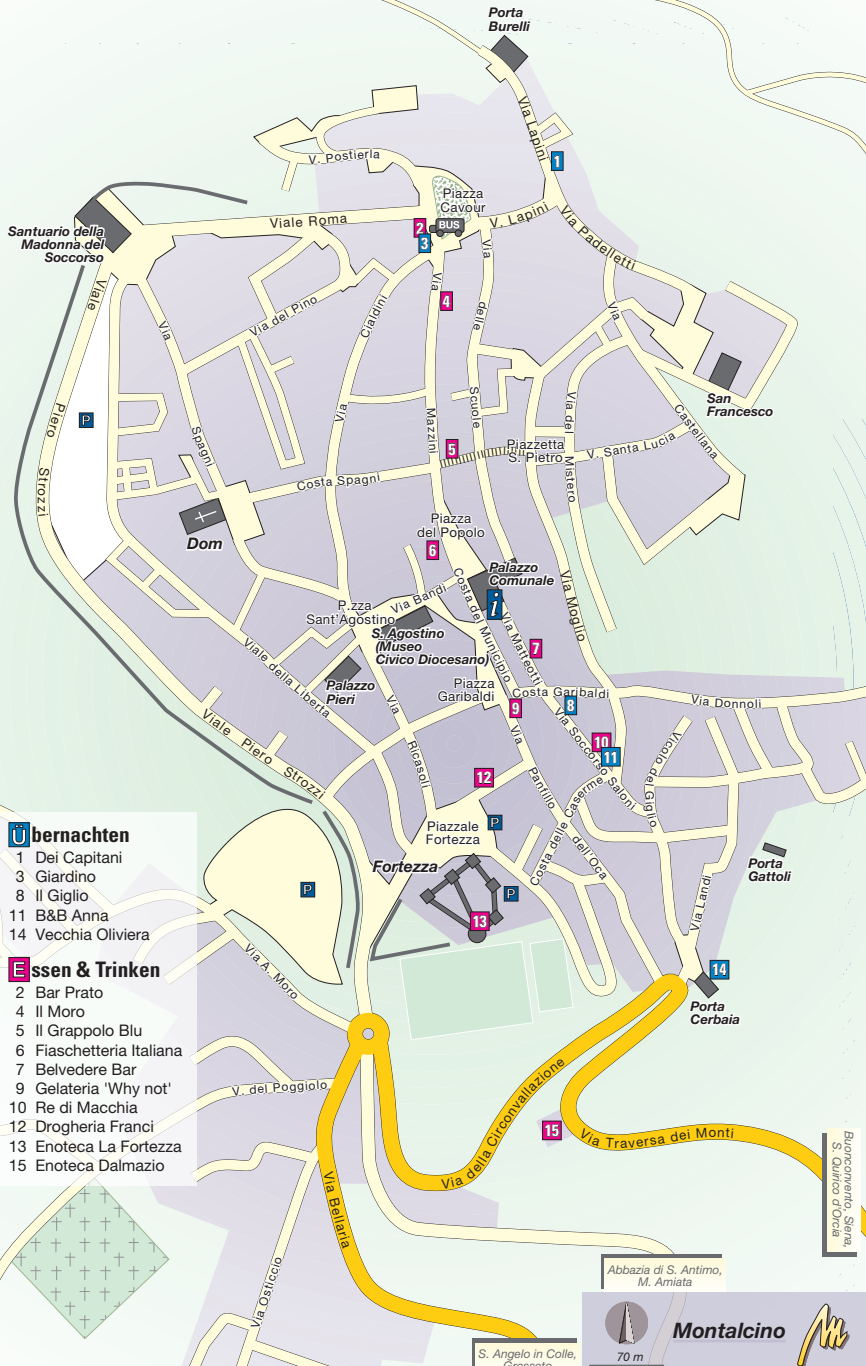 Porta
Burelli
Via Lapini
1
V. Postierla
Piazza
Cavour
BUS
Viale Roma
2
3
V. Lapini
Via Padelletti
Santuario della
Madonna del
Soccorso
Viale Piero Strozzi
Via Spagni
Via del Pino
Via Cialdini
Via Mazzini
4
Via delle Scuole
Via Castellana
San
Francesco
P
5
Piazzetta
S. Pietro
Via del Mistero
V. Santa Lucia
Costa Spagni
Dom
Piazza
del Popolo
6
Palazzo
Comunale
i
Via Moglio
Via Bandi
P.zza
Sant'Agostino
S. Agostino
(Museo
Civico Diocesano)
Costa del Municipio
Via Matteotti
7
Viale della Libertà
Palazzo
Pieri
Piazza
Garibaldi
Costa Garibaldi
8
9
Via Donnoli
Via Ricasoli
Via Soccorso Saloni
10
11
Vicolo del Giglio
Viale Piero Strozzi
12
Via Panfilo dell'Oca
Costa delle Caserme
Piazzale
Fortezza
P
Fortezza
P
P
13
Porta
Gattoli
Via Landi
14
Porta
Cerbaia
Übernachten
1 Dei Capitani
3 Giardino
8 Il Giglio
11 B&B Anna
14 Vecchia Oliviera
Essen & Trinken
2 Bar Prato
4 Il Moro
5 Il Grappolo Blu
6 Fiaschetteria Italiana
7 Belvedere Bar
9 Gelateria 'Why not'
10 Re di Macchia
12 Drogheria Franci
13 Enoteca La Fortezza
15 Enoteca Dalmazio
Via A. Moro
V. del Poggiolo
Via della Circonvallazione
15
Via Traversa dei Monti
Via Bellaria
Via Osticcio
Buonconvento, Siena,
S. Quirico d'Orcia
Abbazia di S. Antimo,
M. Amiata
S. Angelo in Colle,
Grosseto
70 m
Montalcino